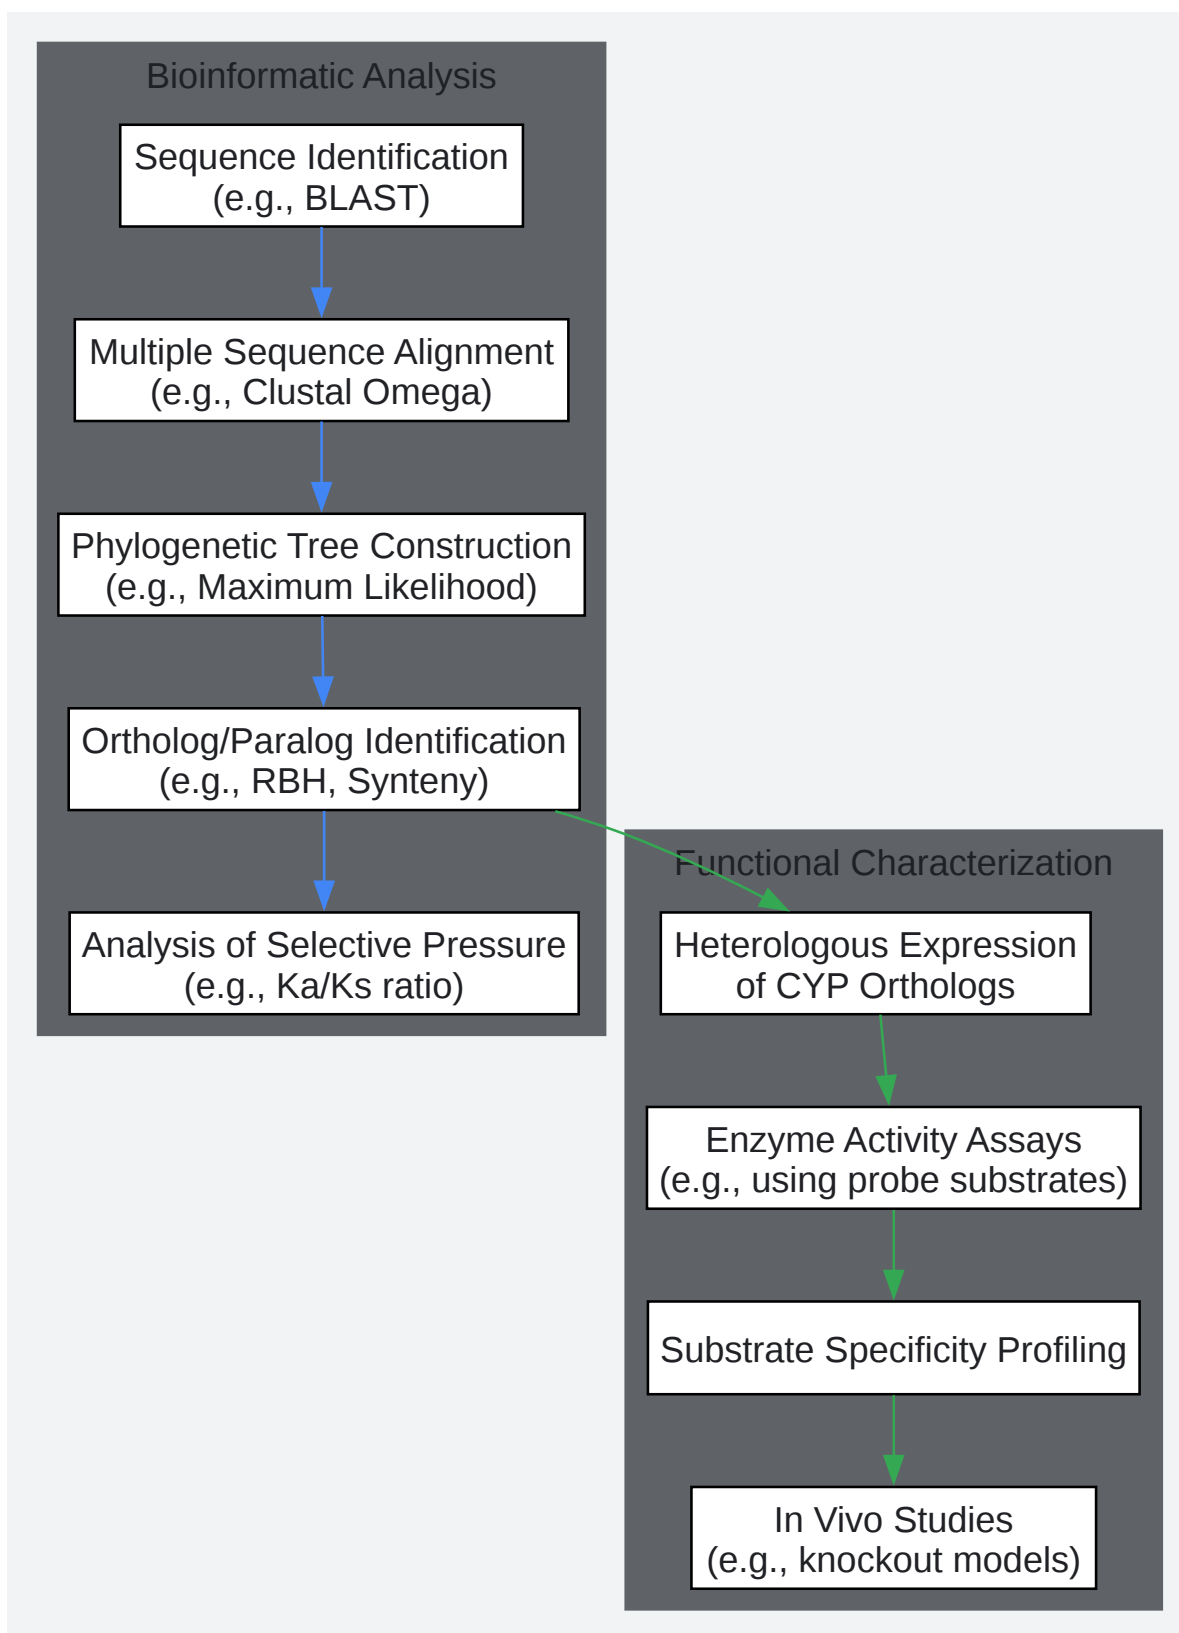 Bioinformatic Analysis
Sequence Identification
(e.g., BLAST)
Multiple Sequence Alignment
(e.g., Clustal Omega)
Phylogenetic Tree Construction
(e.g., Maximum Likelihood)
Ortholog/Paralog Identification
(e.g., RBH, Synteny)
Analysis of Selective Pressure
(e.g., Ka/Ks ratio)
Functional Characterization
Heterologous Expression
of CYP Orthologs
Enzyme Activity Assays
(e.g., using probe substrates)
Substrate Specificity Profiling
In Vivo Studies
(e.g., knockout models)